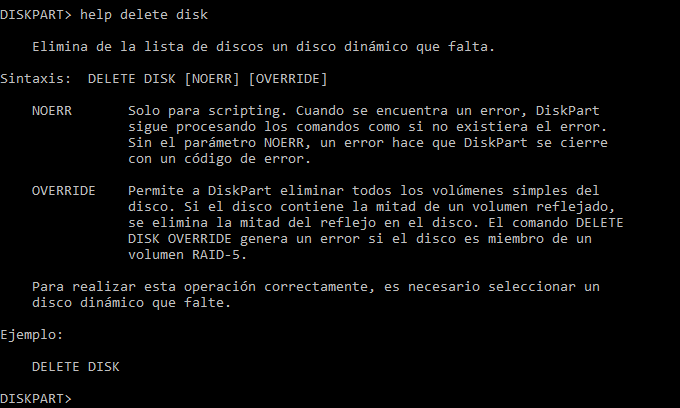 DISKPART> help delete disk
Elimina de la lista de discos un disco dinámico que falta.
Sintaxis:  DELETE DISK [NOERR] [OVERRIDE]
NOERR       Solo para scripting. Cuando se encuentra un error, DiskPart
sigue procesando los comandos como si no existiera el error.
Sin el parámetro NOERR, un error hace que DiskPart se cierre
con un código de error.
OVERRIDE    Permite a DiskPart eliminar todos los volúmenes simples del
disco. Si el disco contiene la mitad de un volumen reflejado,
se elimina la mitad del reflejo en el disco. El comando DELETE
DISK OVERRIDE genera un error si el disco es miembro de un
volumen RAID-5.
Para realizar esta operación correctamente, es necesario seleccionar un
disco dinámico que falte.
Ejemplo:
DELETE DISK
DISKPART>